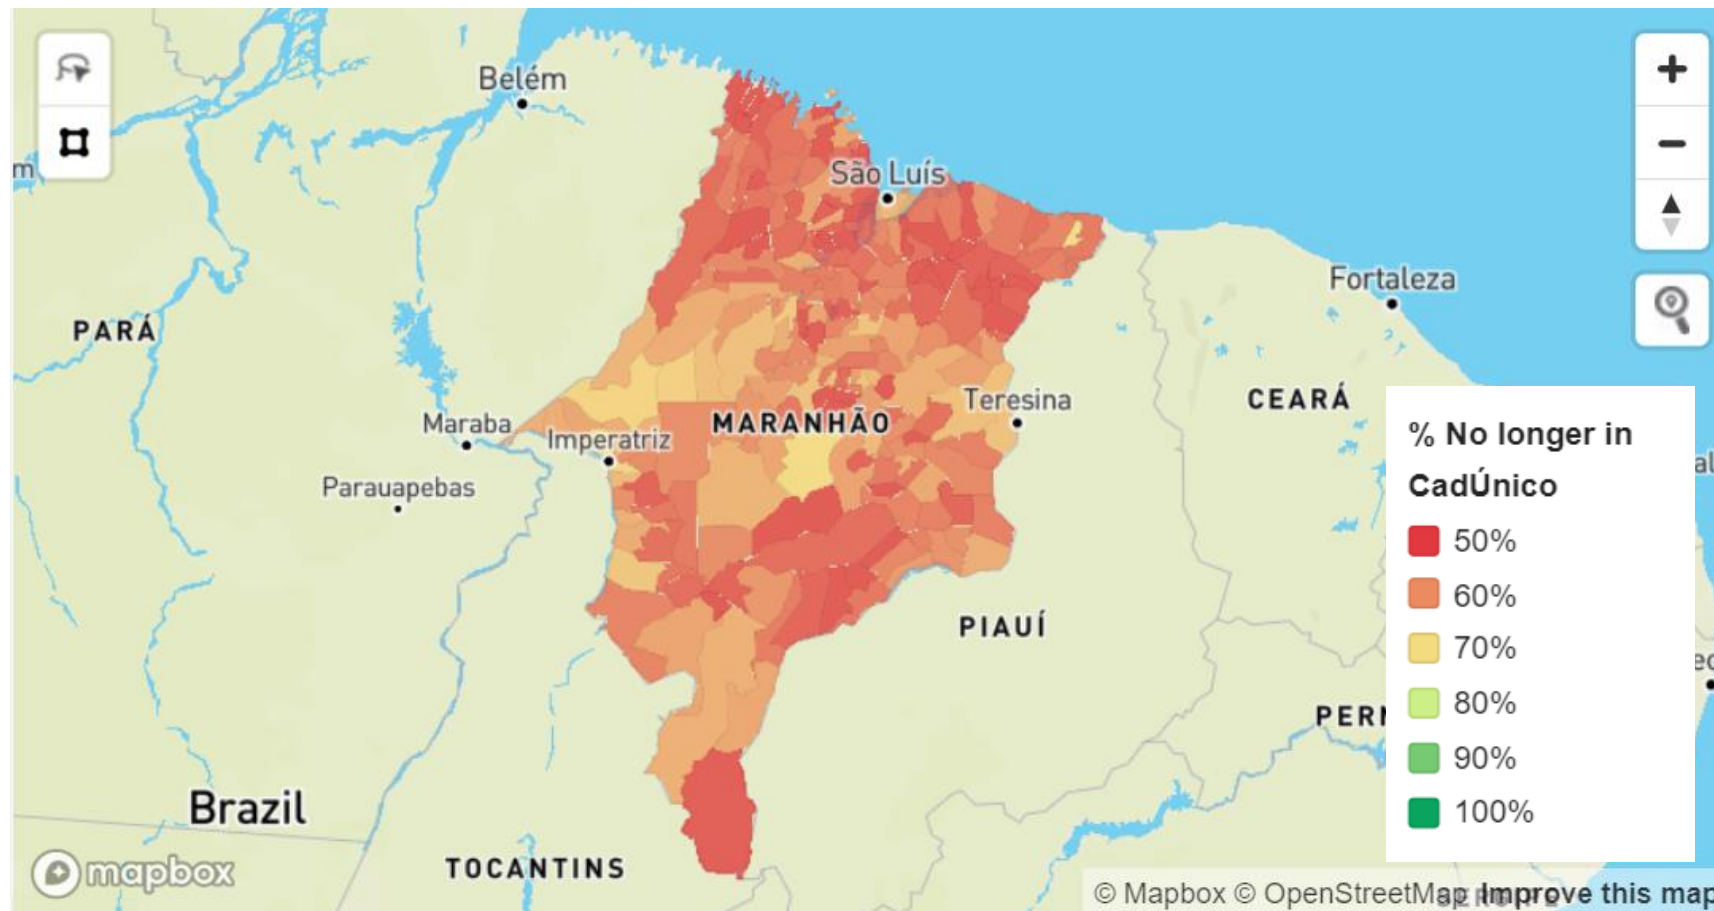 Belém
São Luís
Fortaleza
PARÁ
CEARÁ
Teresina
MARANHÃO
Maraba
Imperatriz
Parauapebas
% No longer in
CadÚnico
50%
60%
70%
80%
90%
100%
PIAUÍ
Brazil
TOCANTINS
mapbox
© Mapbox © OpenStreetMap Improve this map